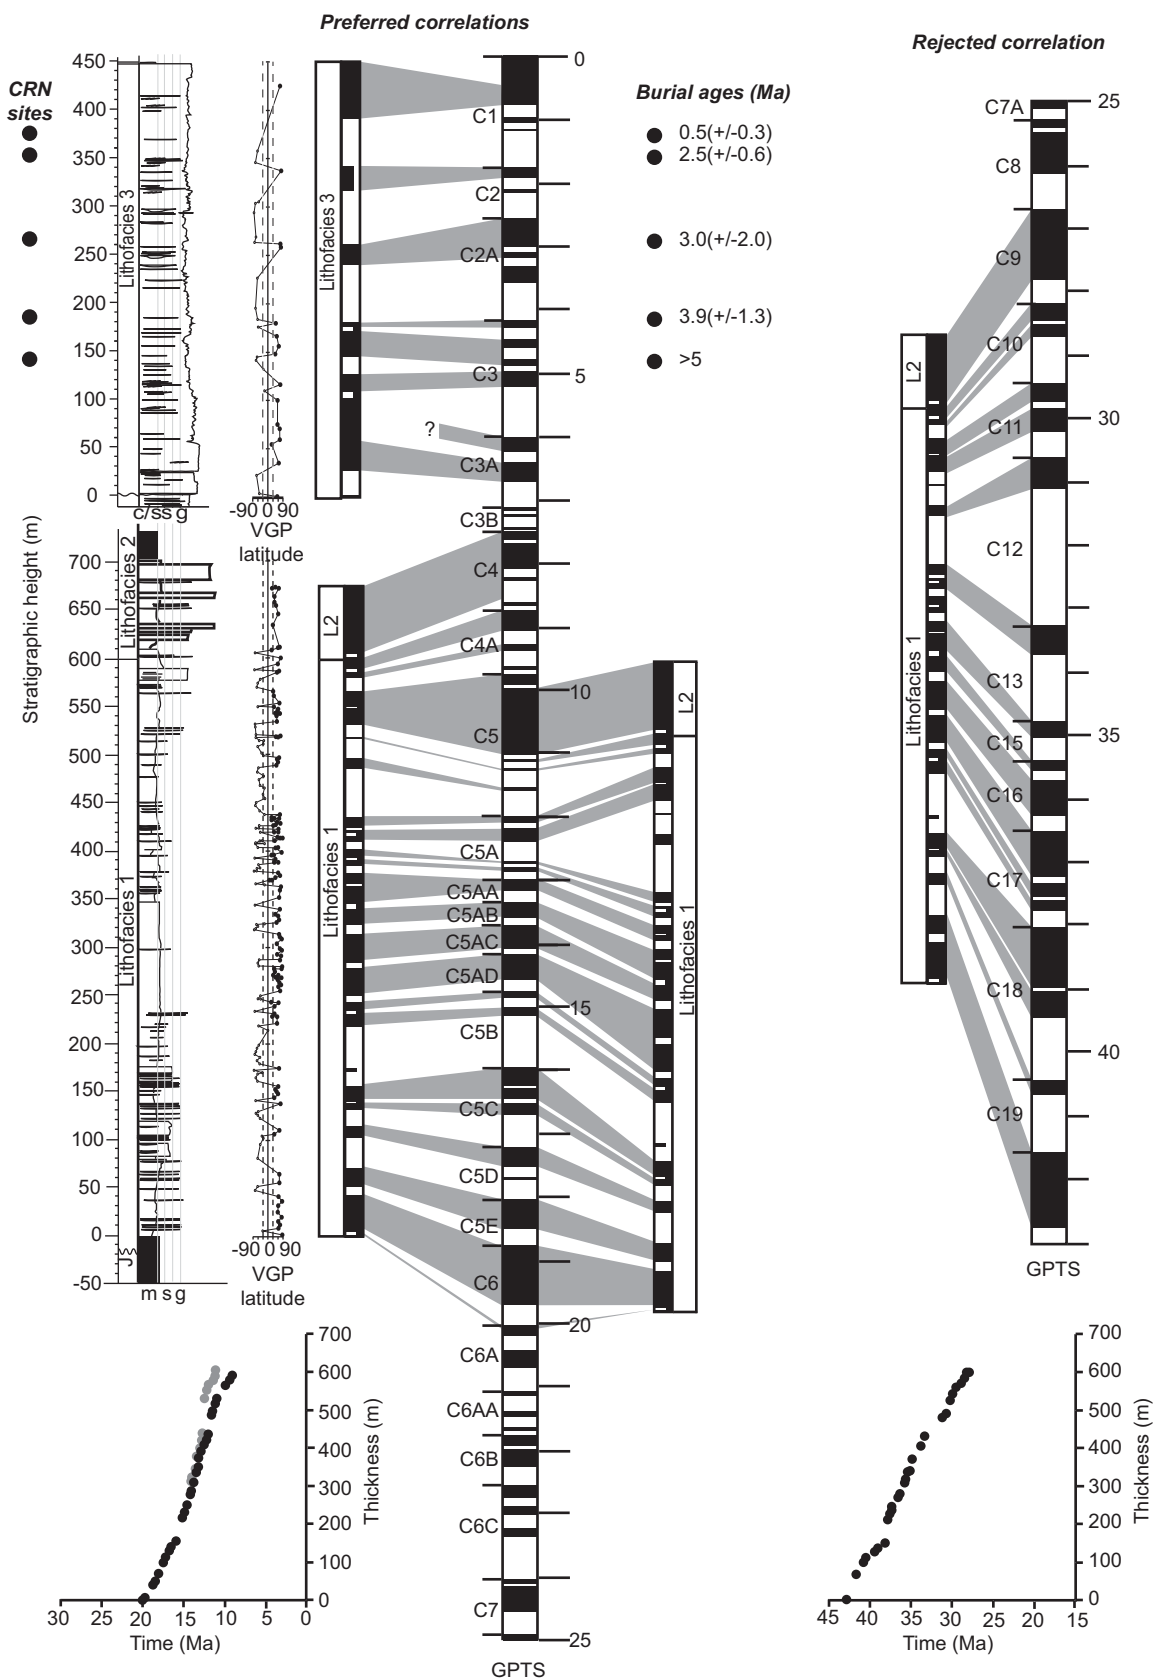 Preferred correlations
Rejected correlation
CRN
sites
Burial ages (Ma)
0.5(+/-0.3)
2.5(+/-0.6)
3.0(+/-2.0)
3.9(+/-1.3)
>5
Stratigraphic height (m)
450
400
350
300
250
200
150
100
50
0
Lithofacies 3
c/ssg
-90 0 90
VGP
latitude
Lithofacies 3
700
650
600
550
500
450
400
350
300
250
200
150
100
50
0
-50
Lithofacies 2
Lithofacies 1
J
m s g
-90 0 90
VGP
latitude
L2
Lithofacies 1
0
5
10
15
20
25
C1
C2
C2A
C3
?
C3A
C3B
C4
C4A
C5
C5A
C5AA
C5AB
C5AC
C5AD
C5B
C5C
C5D
C5E
C6
C6A
C6AA
C6B
C6C
C7
GPTS
L2
Lithofacies 1
L2
Lithofacies 1
C7A
C8
C9
C10
C11
C12
C13
C15
C16
C17
C18
C19
25
30
35
40
GPTS
700
600
500
400
300
200
100
0
Thickness (m)
30 25 20 15 10 5 0
Time (Ma)
700
600
500
400
300
200
100
0
Thickness (m)
45 40 35 30 25 20 15
Time (Ma)